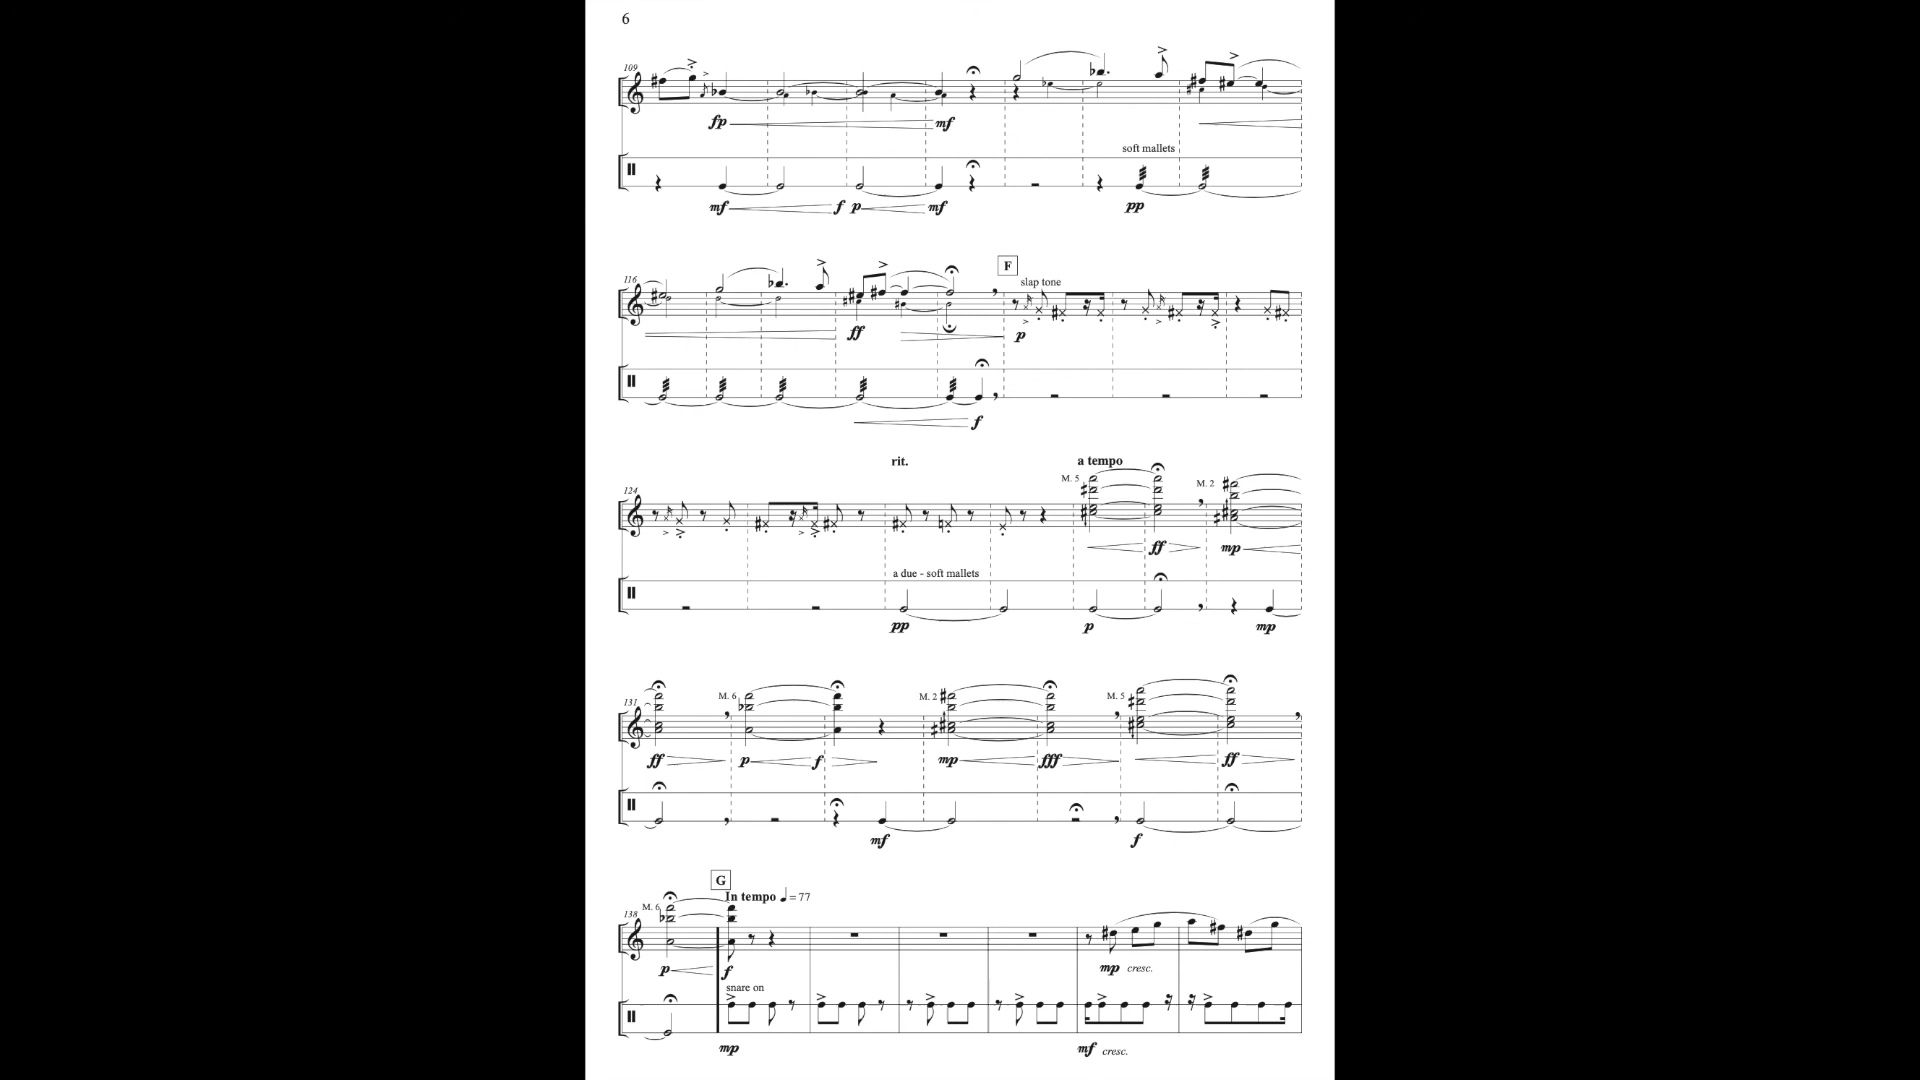 6
109
fp mf
soft mallets
mf f p mf pp
116
F
slap tone
ff p
f
rit. a tempo
M. 5 M. 2
124
ff mp
a due - soft mallets
pp p mp
131
M. 6 M. 2 M. 5
ff p f mp fff ff
mf f
G
In tempo ♩ = 77
M. 6
138
p f mp cresc.
snare on
mp mf cresc.